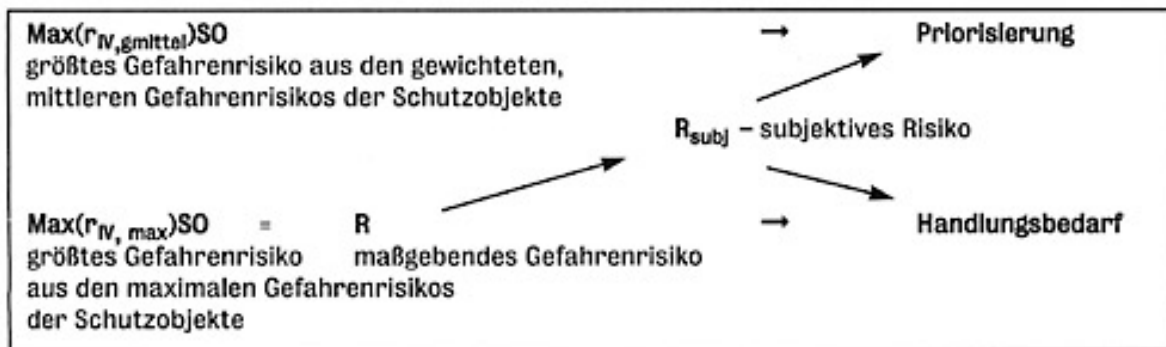 Max(rIV,gmittel)SO → Priorisierung
größtes Gefahrenrisiko aus den gewichteten,
mittleren Gefahrenrisikos der Schutzobjekte
Rsubj – subjektives Risiko
Max(rIV, max)SO = R → Handlungsbedarf
größtes Gefahrenrisiko maßgebendes Gefahrenrisiko
aus den maximalen Gefahrenrisikos
der Schutzobjekte